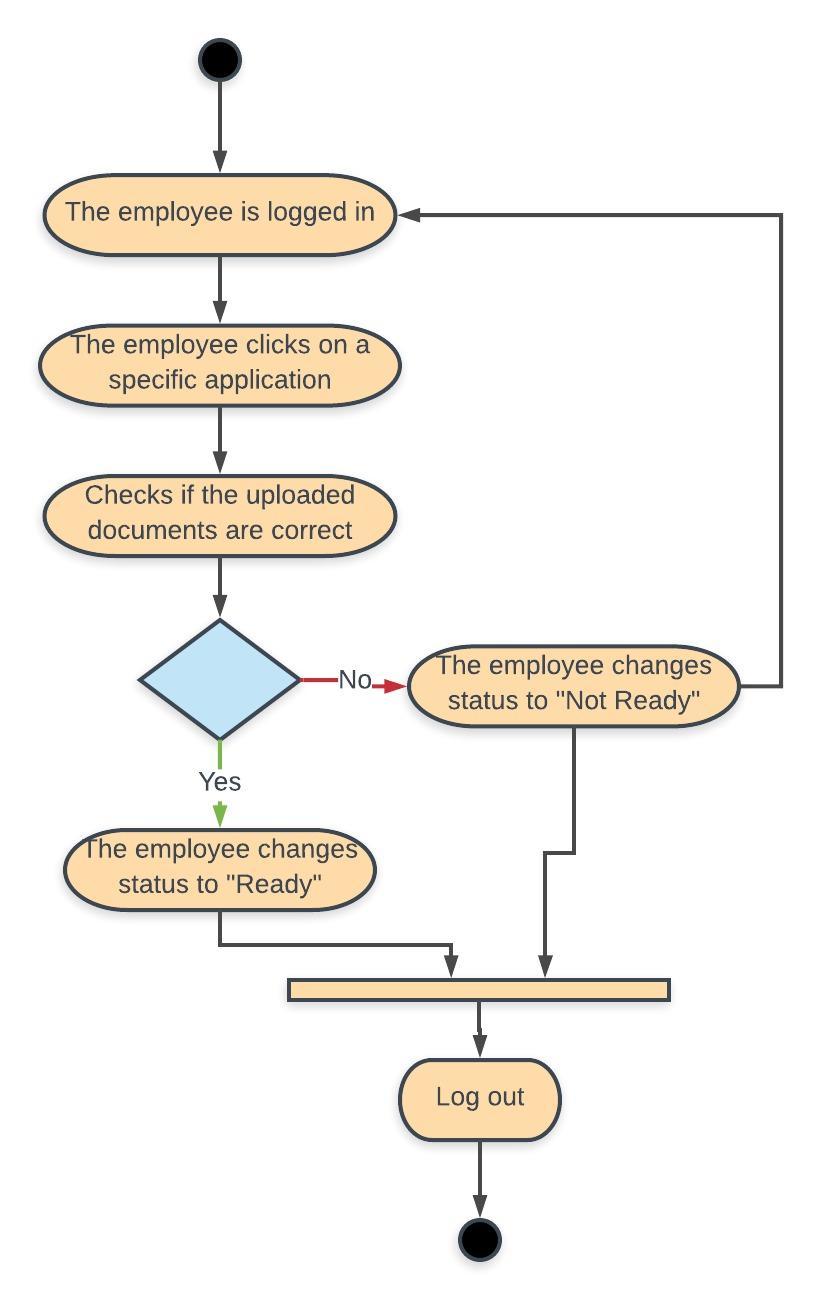 The employee is logged in
The employee clicks on a
specific application
Checks if the uploaded
documents are correct
No
The employee changes
status to "Not Ready"
Yes
The employee changes
status to "Ready"
Log out